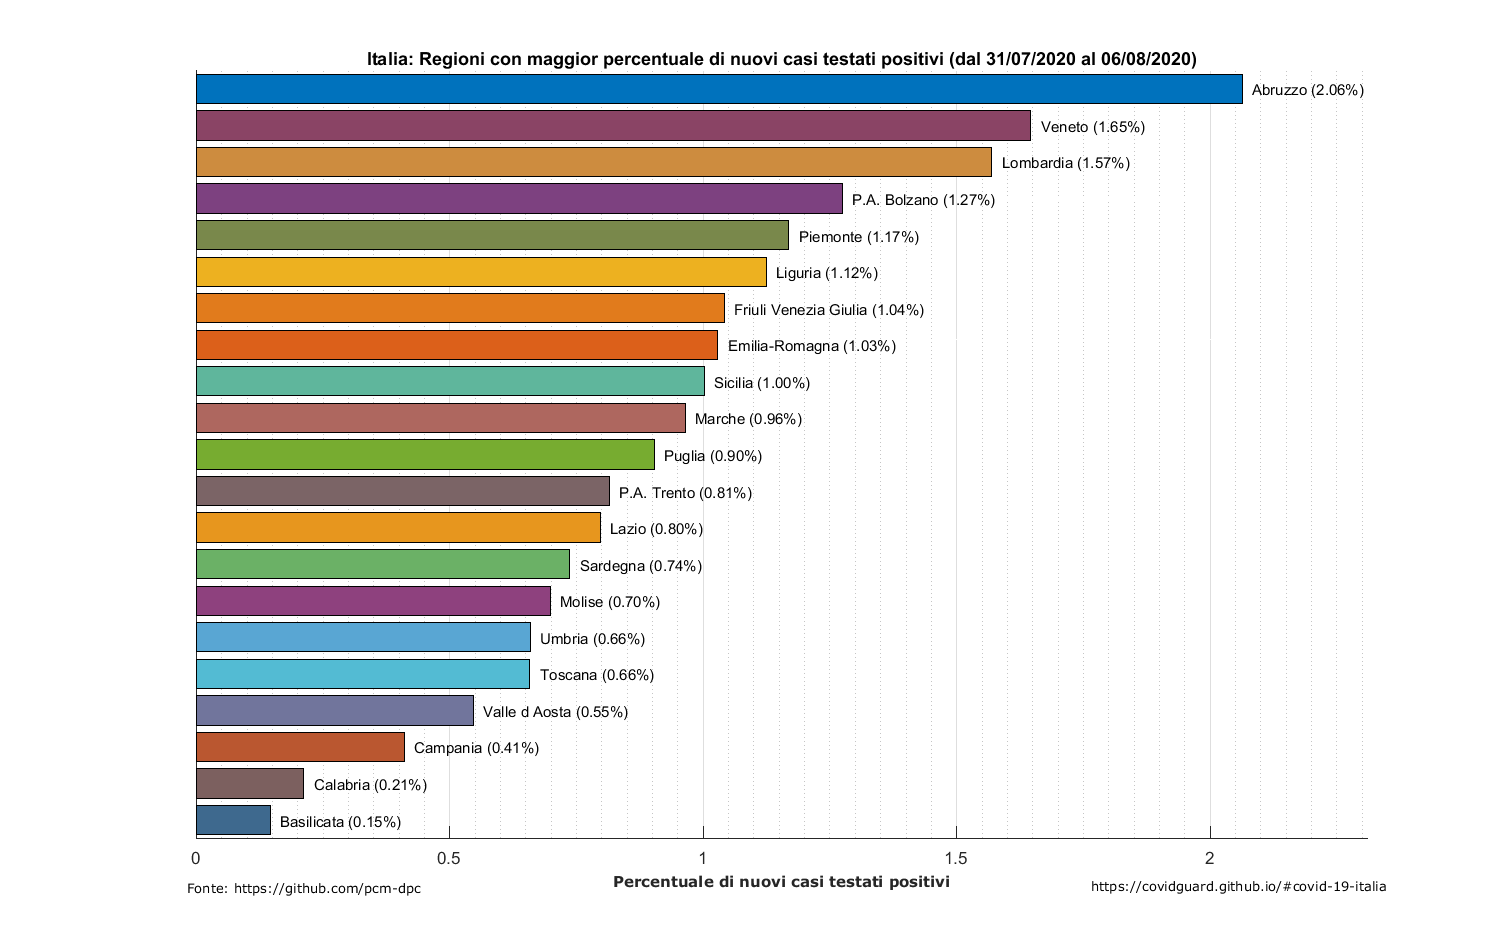 Italia: Regioni con maggior percentuale di nuovi casi testati positivi (dal 31/07/2020 al 06/08/2020)
Abruzzo (2.06%)
Veneto (1.65%)
Lombardia (1.57%)
P.A. Bolzano (1.27%)
Piemonte (1.17%)
Liguria (1.12%)
Friuli Venezia Giulia (1.04%)
Emilia-Romagna (1.03%)
Sicilia (1.00%)
Marche (0.96%)
Puglia (0.90%)
P.A. Trento (0.81%)
Lazio (0.80%)
Sardegna (0.74%)
Molise (0.70%)
Umbria (0.66%)
Toscana (0.66%)
Valle d Aosta (0.55%)
Campania (0.41%)
Calabria (0.21%)
Basilicata (0.15%)
0 0.5 1 1.5 2
Percentuale di nuovi casi testati positivi
Fonte: https://github.com/pcm-dpc
https://covidguard.github.io/#covid-19-italia